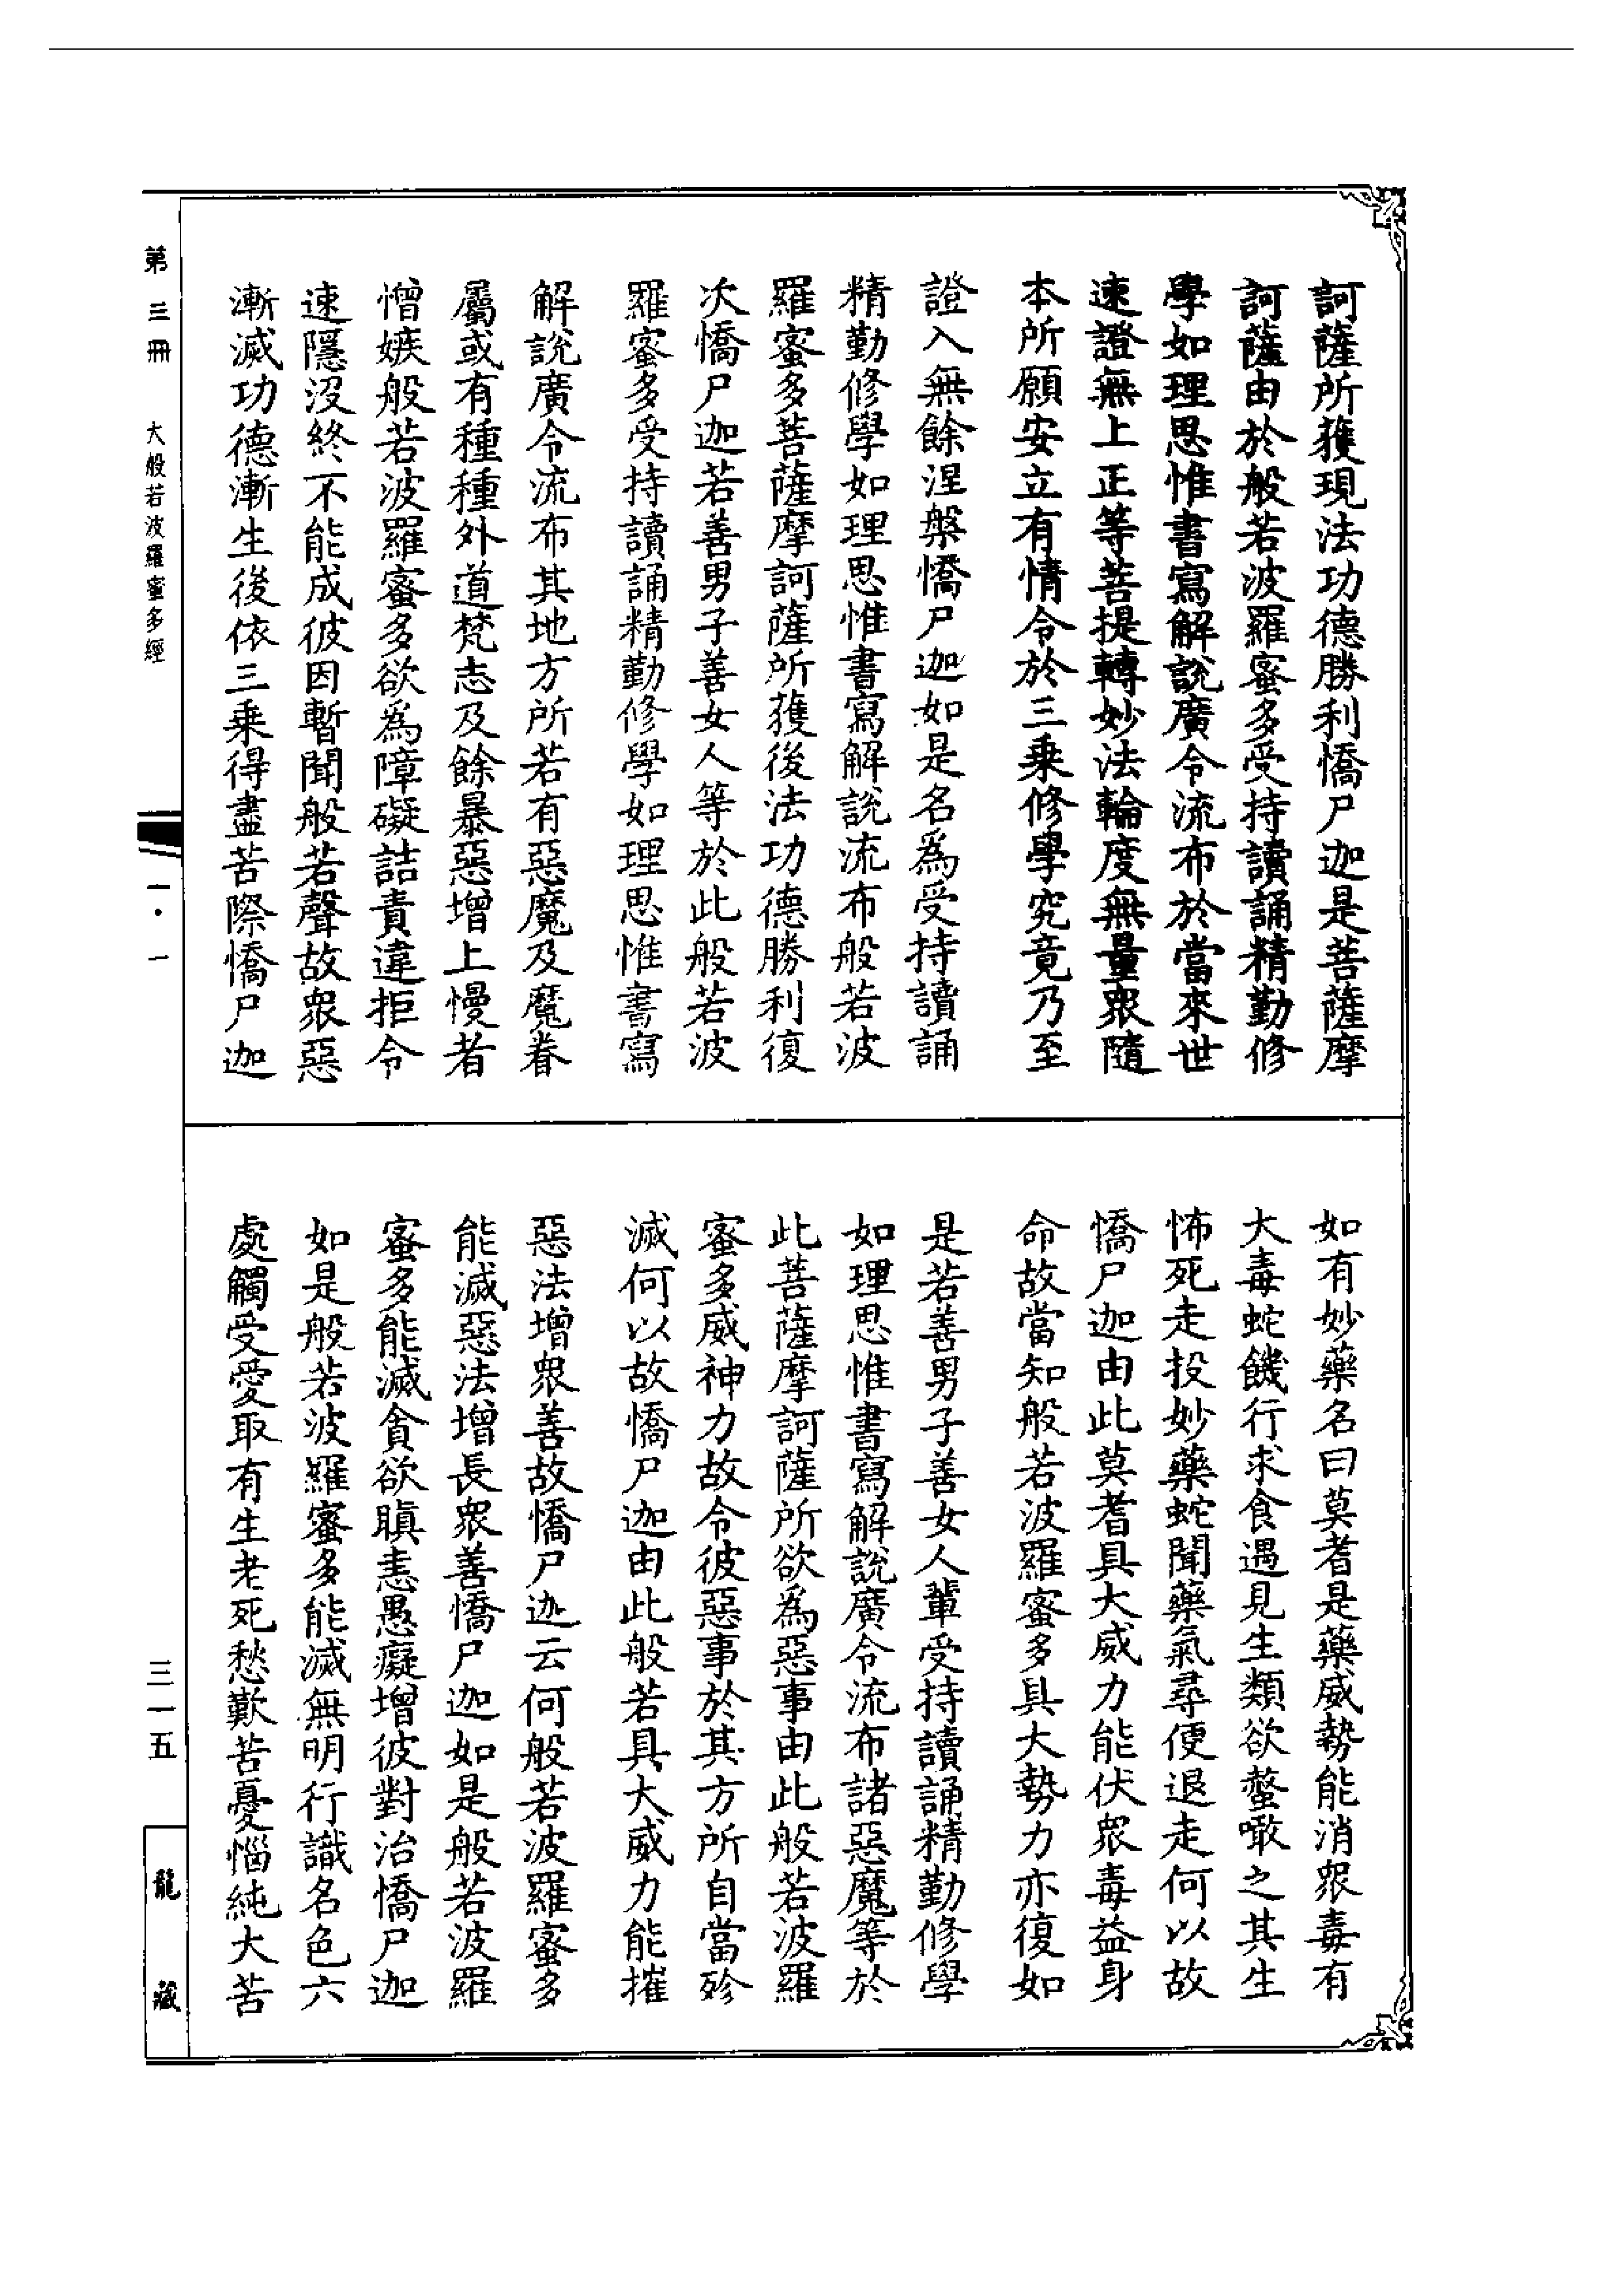 訶薩所獲現法功德勝利憍尸迦是菩薩摩
訶薩由於般若波羅蜜多受持讀誦精勤修
學如理思惟書寫解說廣令流布於當來世
速證無上正等菩提轉妙法輪度無量眾隨
本所願安立有情令於三乘修學究竟乃至
證入無餘涅槃憍尸迦如是名為受持讀誦
精勤修學如理思惟書寫解說流布般若波
羅蜜多菩薩摩訶薩所獲後法功德勝利復
次憍尸迦若善男子善女人等於此般若波
羅蜜多受持讀誦精勤修學如理思惟書寫
解說廣令流布其地方所若有惡魔及魔眷
屬或有種種外道梵志及餘暴惡增上慢者
憎嫉般若波羅蜜多欲為障礙詰責違拒令
速隱沒終不能成彼因暫聞般若聲故眾惡
漸滅功德漸生後依三乘得盡苦際憍尸迦
如有妙藥名曰莫耆是藥威勢能消眾毒有
大毒蛇饑行求食遇見生類欲螫噉之其生
怖死走投妙藥蛇聞藥氣尋便退走何以故
憍尸迦由此莫耆具大威力能伏眾毒益身
命故當知般若波羅蜜多具大勢力亦復如
是若善男子善女人輩受持讀誦精勤修學
如理思惟書寫解說廣令流布諸惡魔等於
此菩薩摩訶薩所欲為惡事由此般若波羅
蜜多威神力故令彼惡事於其方所自當殄
滅何以故憍尸迦由此般若具大威力能摧
惡法增眾善故憍尸迦云何般若波羅蜜多
能滅惡法增長眾善憍尸迦如是般若波羅
蜜多能滅貪欲瞋恚愚癡增彼對治憍尸迦
如是般若波羅蜜多能滅無明行識名色六
處觸受愛取有生老死愁歎苦憂惱純大苦
第三冊 大般若波羅蜜多經 一·一 三一五 龍藏